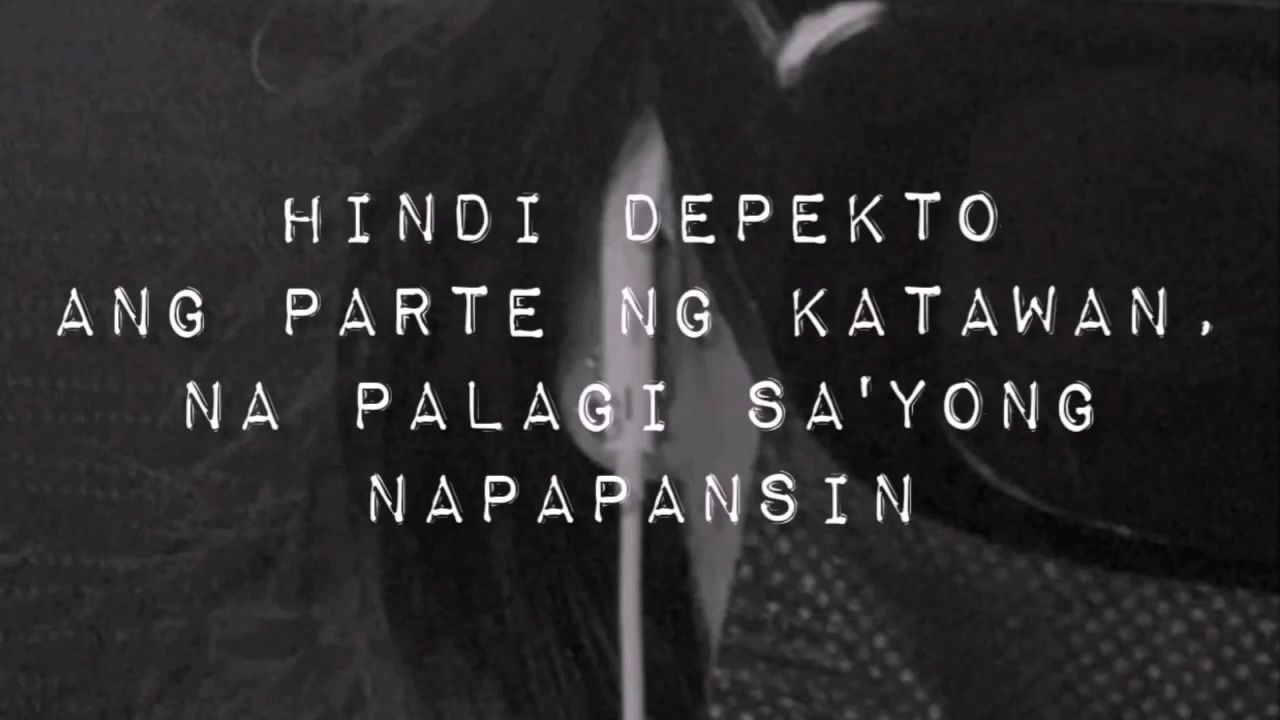 HINDI DEPEKTO
ANG PARTE NG KATAWAN,
NA PALAGI SA'YONG
NAPAPANSIN